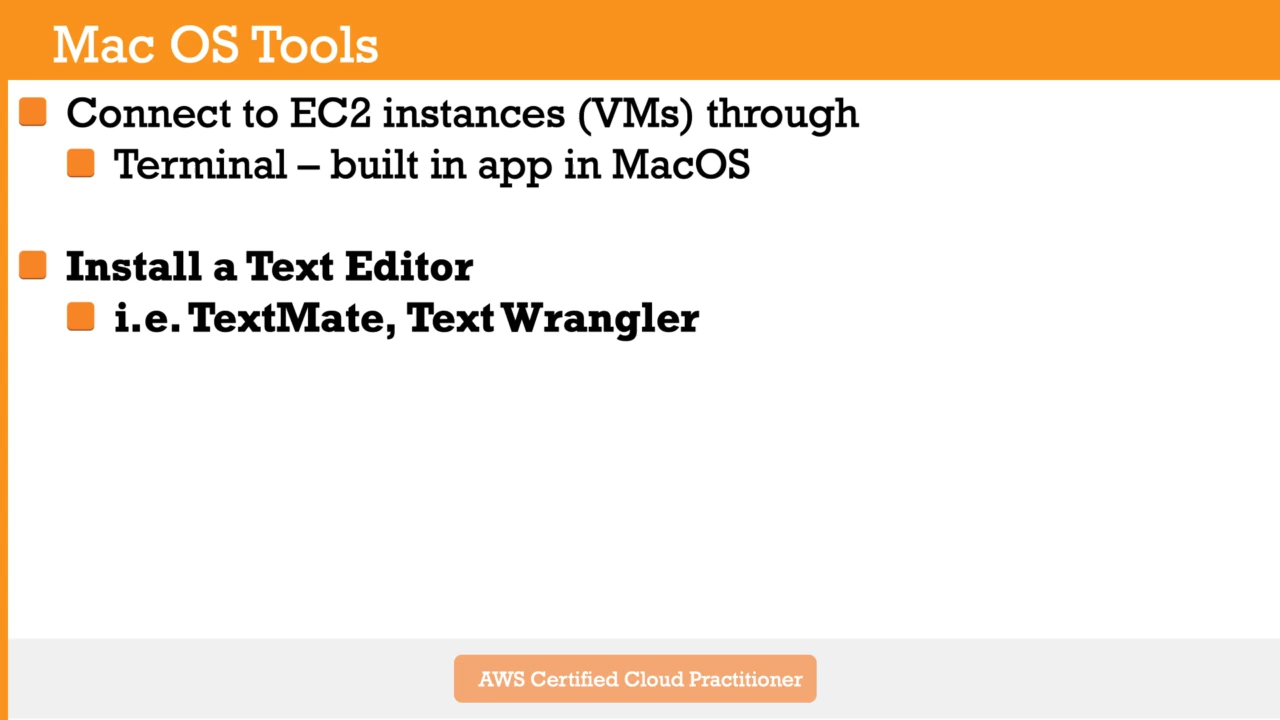 Mac OS Tools
Connect to EC2 instances (VMs) through
Terminal – built in app in MacOS
Install a Text Editor
i.e. TextMate, Text Wrangler
AWS Certified Cloud Practitioner